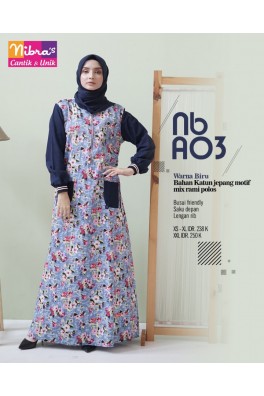 Nibra's
Cantik & Unik
Nb
A03
Warna Biru
Bahan Katun jepang motif
mix rami polos
Busui friendly
Saku depan
Lengan rib
XS - XL IDR. 238 K
XXL IDR. 250 K